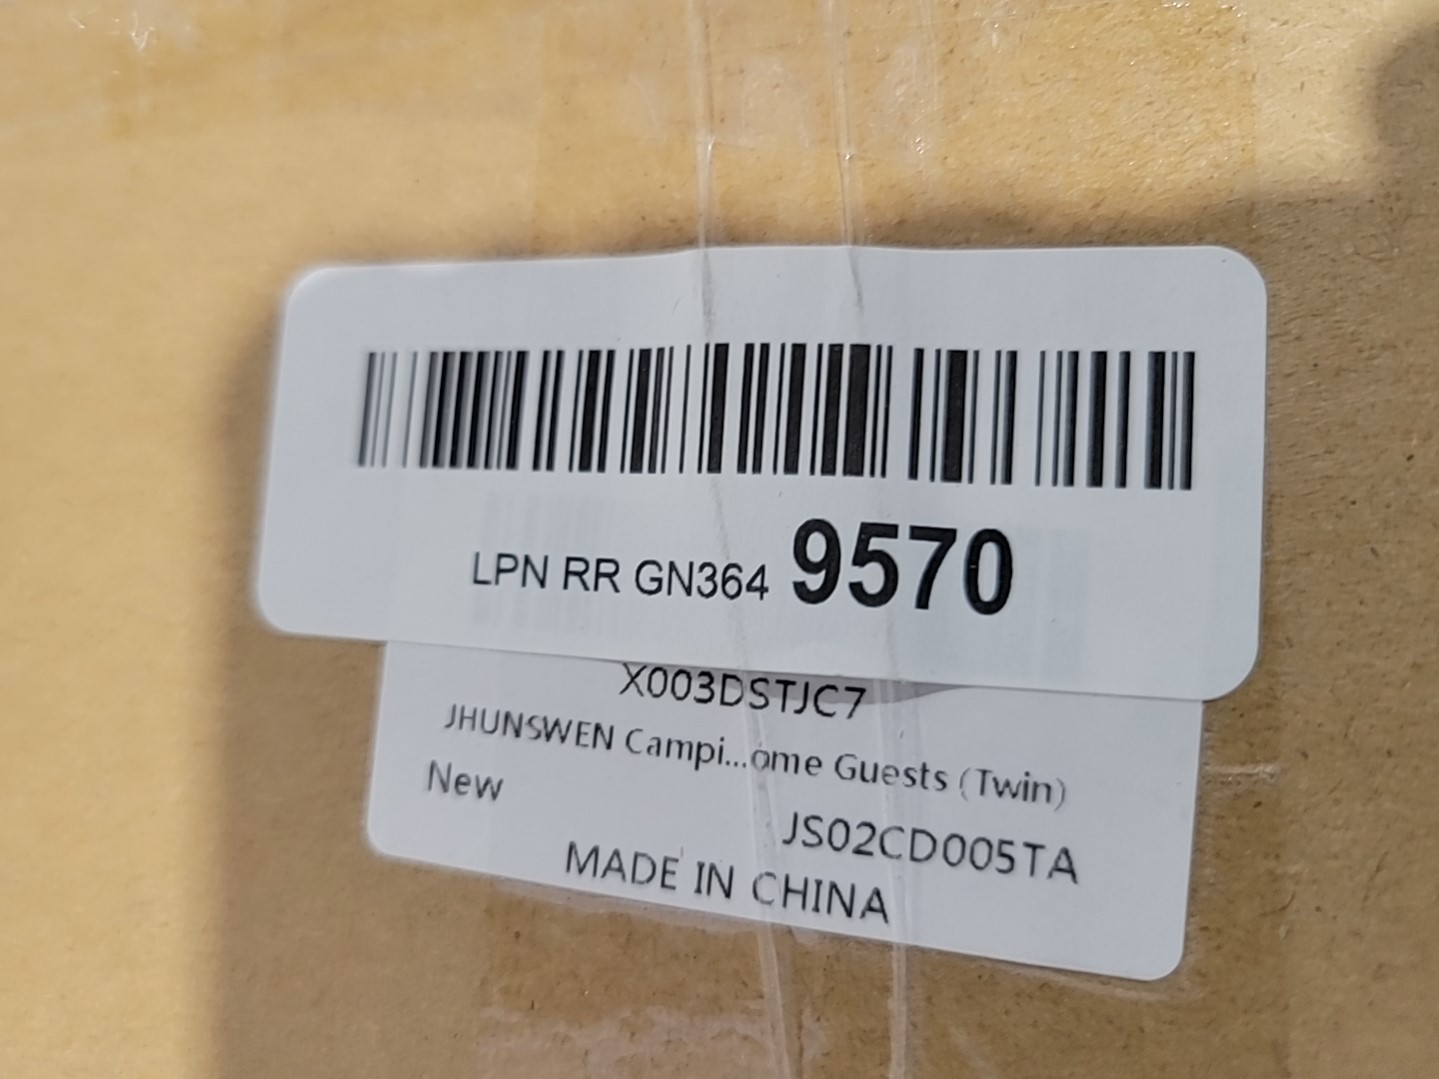 LPN RR GN364 9570
X003DSTJC7
JHUNSWEN Campi...ome Guests (Twin)
New
JS02CD005TA
MADE IN CHINA